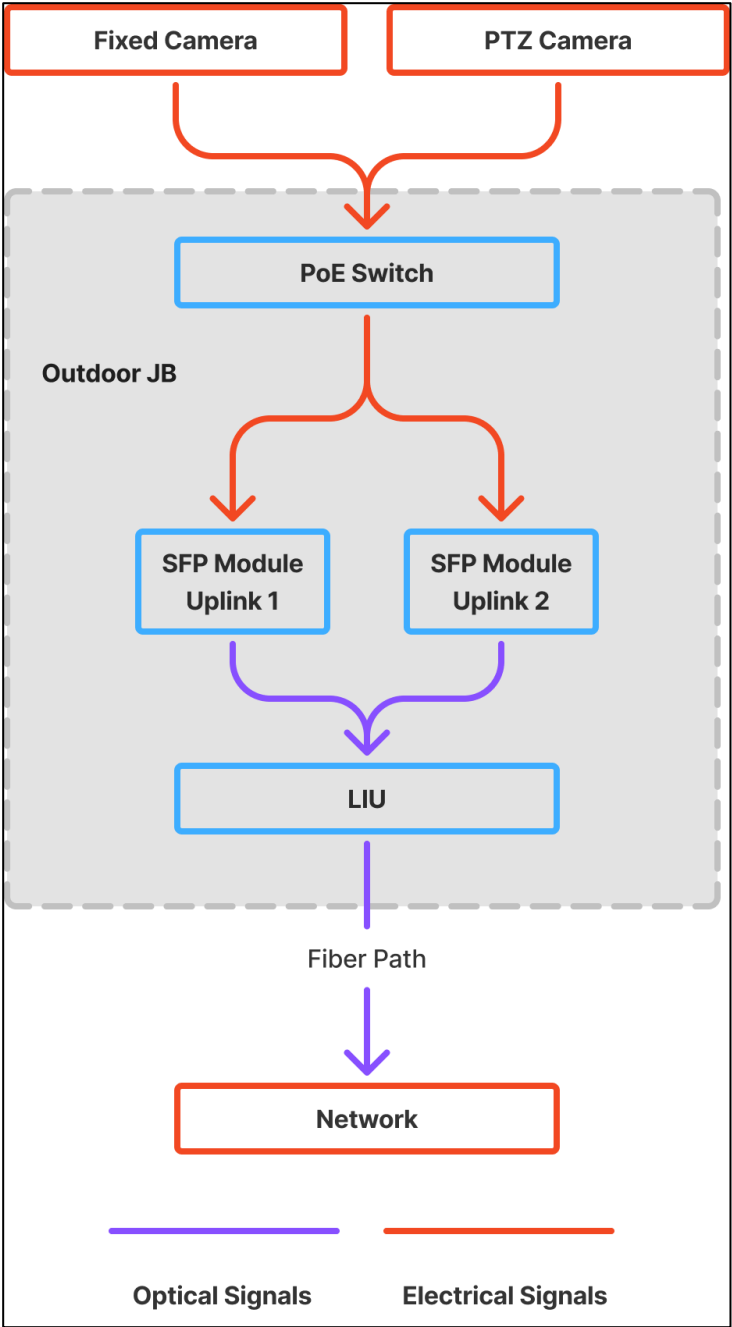 Fixed Camera
PTZ Camera
PoE Switch
Outdoor JB
SFP Module
Uplink 1
SFP Module
Uplink 2
LIU
Fiber Path
Network
Optical Signals
Electrical Signals